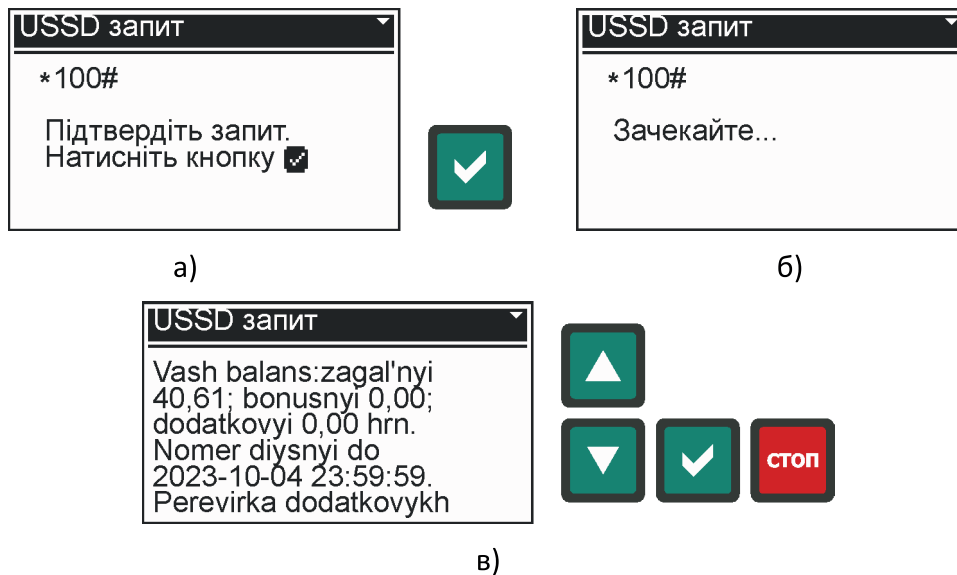 USSD запит
*100#
Підтвердіть запит.
Натисніть кнопку
а)
USSD запит
*100#
Зачекайте...
б)
USSD запит
Vash balans:zagal'nyi
40,61; bonusnyi 0,00;
dodatkovyi 0,00 hrn.
Nomer diysnyi do
2023-10-04 23:59:59.
Perevirka dodatkovykh
стоп
в)